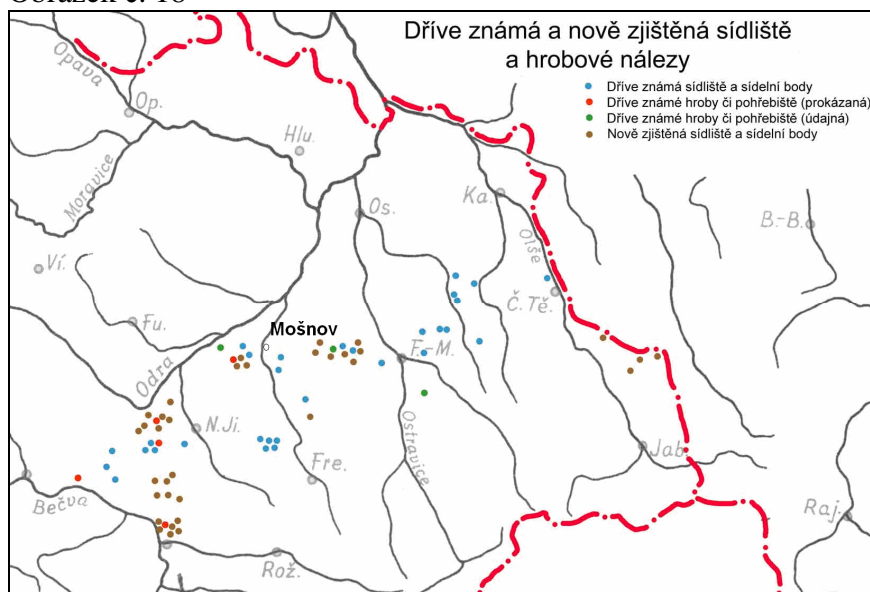 Obrázek č. 18
Dříve známá a nově zjištěná sídliště
a hrobové nálezy
Dříve známá sídliště a sídelní body
Dříve známé hroby či pohřebiště (prokázaná)
Dříve známé hroby či pohřebiště (údajná)
Nově zjištěná sídliště a sídelní body
Opava
Op.
Hlu.
Moravice
Ka.
Os.
Olše
B.-B.
Ví.
Č.Tě.
Fu.
Mošnov
F.-M.
Odra
N.Ji.
Ostravice
Jab.
Fre.
Bečva
Raj.
Rož.